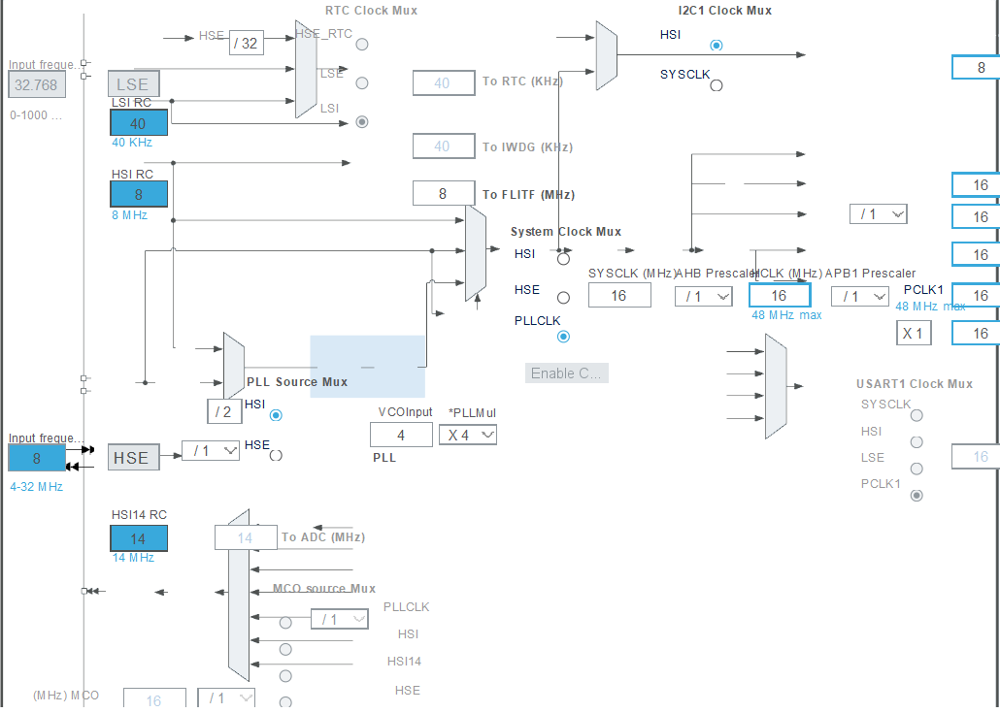 RTC Clock Mux
I2C1 Clock Mux
HSE
/ 32
HSE_RTC
HSI
Input freque...
LSE
SYSCLK
8
32.768
LSE
40
To RTC (KHz)
0-1000 ...
LSI RC
LSI
40
40 KHz
40
To IWDG (KHz)
HSI RC
8
8
To FLITF (MHz)
16
8 MHz
/ 1
16
System Clock Mux
HSI
16
SYSCLK (MHz)
AHB Prescaler
HCLK (MHz)
APB1 Prescaler
HSE
16
/ 1
16
/ 1
PCLK1
16
48 MHz max
48 MHz max
PLLCLK
X 1
16
Enable C...
PLL Source Mux
USART1 Clock Mux
/ 2
HSI
VCOInput
*PLLMul
SYSCLK
4
X 4
HSI
Input freque...
HSE
PLL
8
HSE
/ 1
LSE
16
4-32 MHz
PCLK1
HSI14 RC
14
14
To ADC (MHz)
14 MHz
MCO source Mux
PLLCLK
/ 1
HSI
HSI14
HSE
(MHz) MCO
16
/ 1